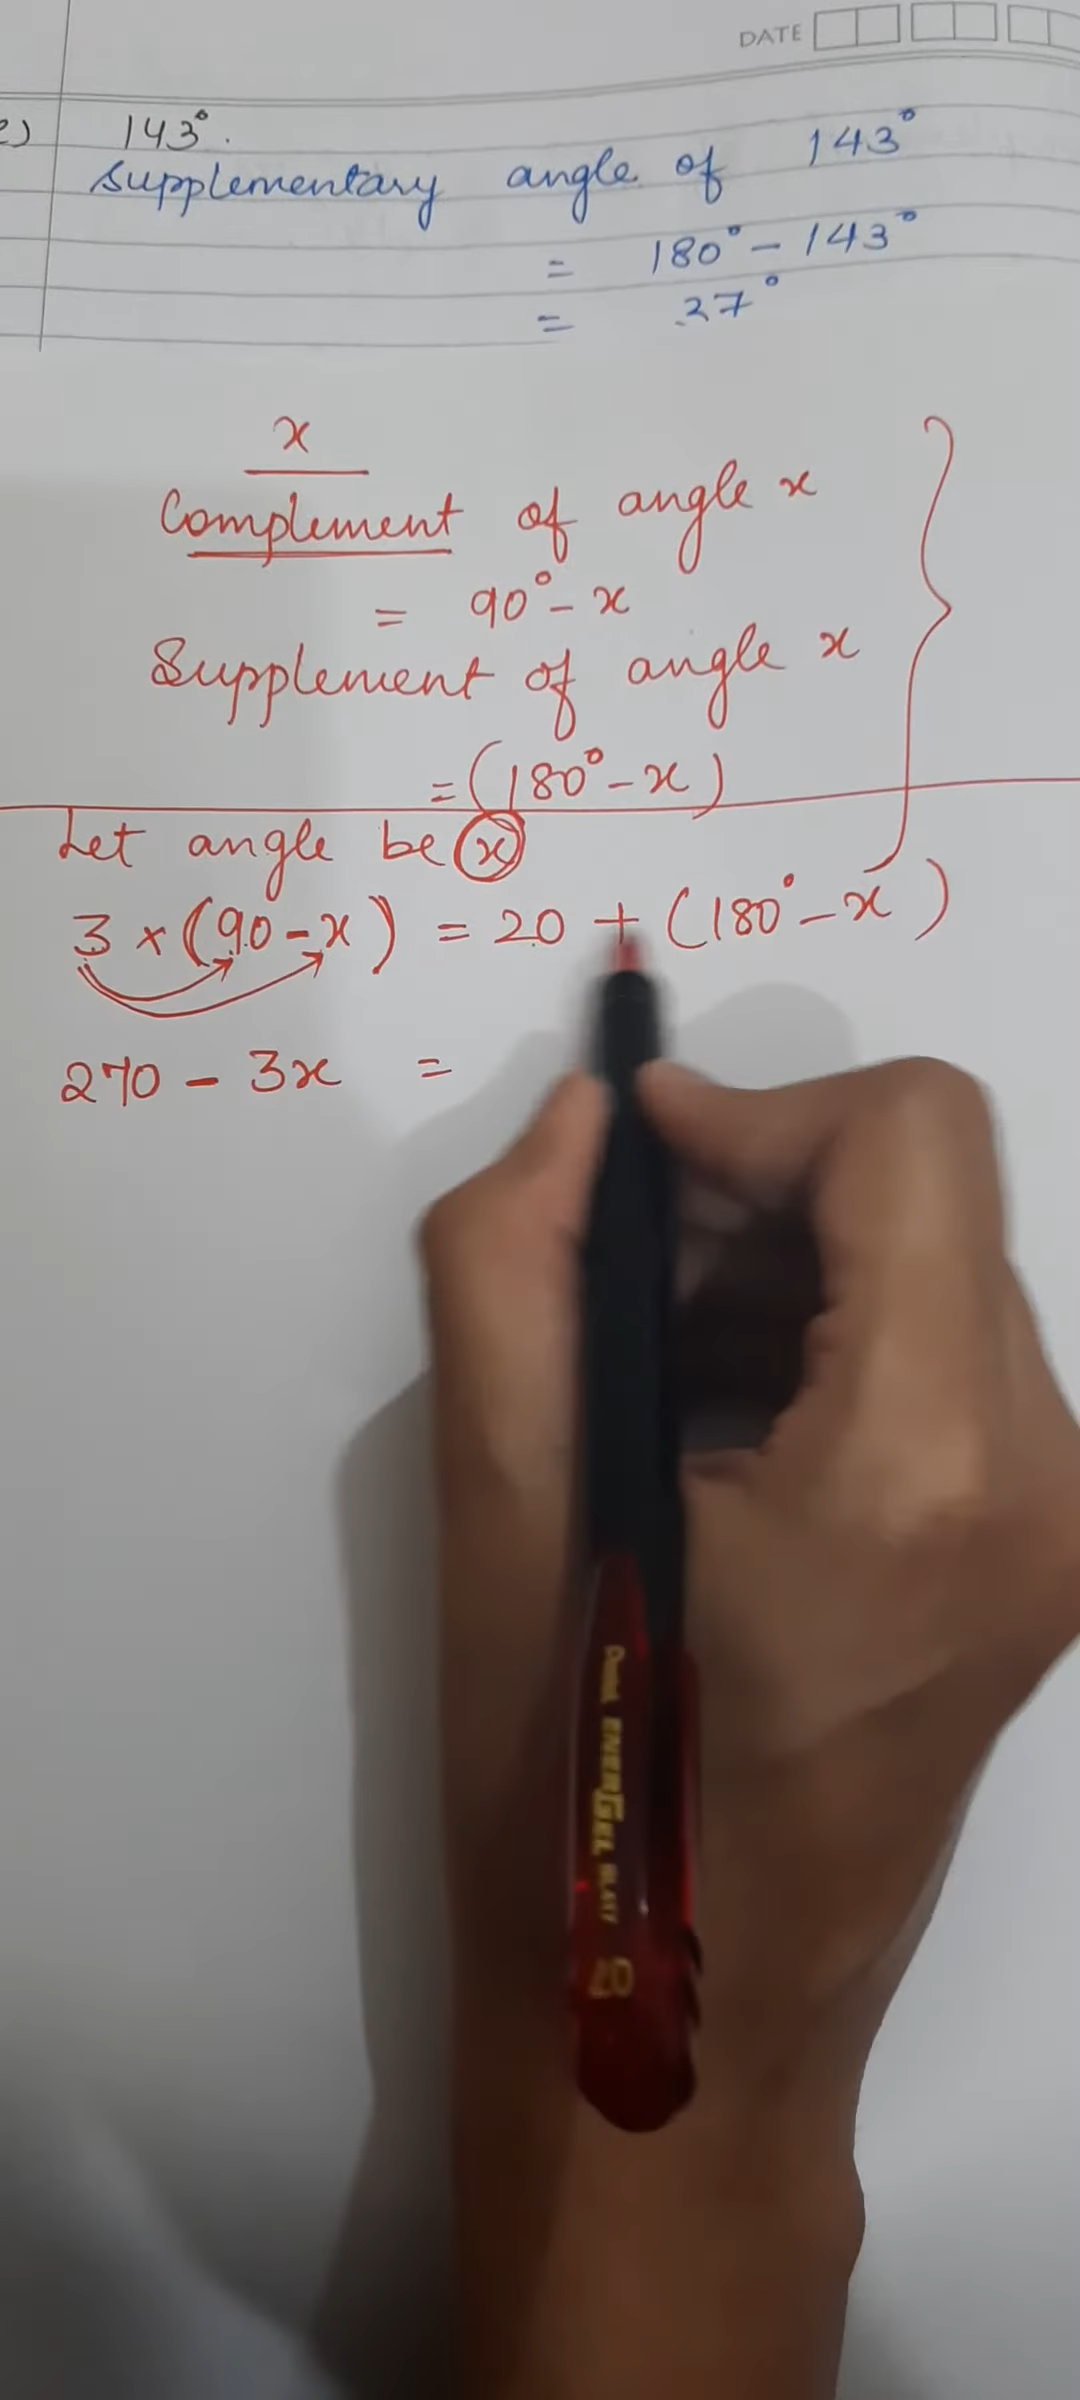 DATE
e) 143°.
Supplementary angle of 143°
= 180° - 143°
= 37°
x
Complement of angle x
= 90° - x
Supplement of angle x
= (180° - x)
Let angle be x
3 × (90 - x) = 20 + (180° - x)
270 - 3x =
ENERGEL